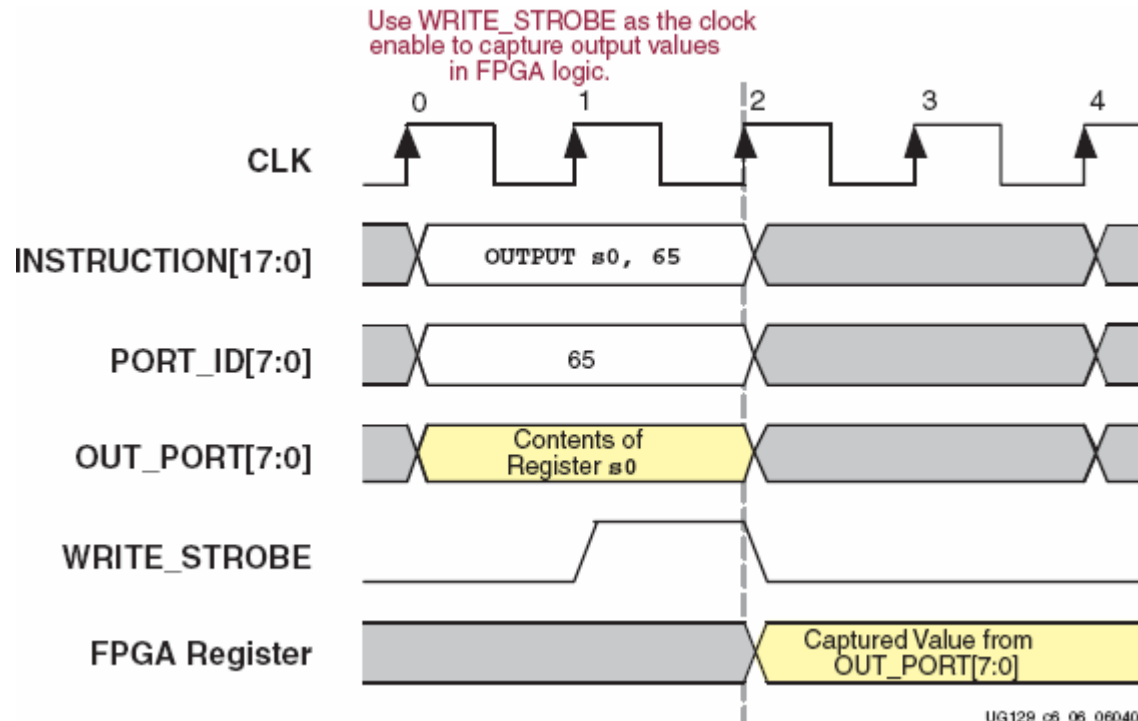 Use WRITE_STROBE as the clock
enable to capture output values
in FPGA logic.
0 1 2 3 4
CLK
INSTRUCTION[17:0]
OUTPUT s0, 65
PORT_ID[7:0]
65
OUT_PORT[7:0]
Contents of
Register s0
WRITE_STROBE
FPGA Register
Captured Value from
OUT_PORT[7:0]
UG129_c6_06_06040